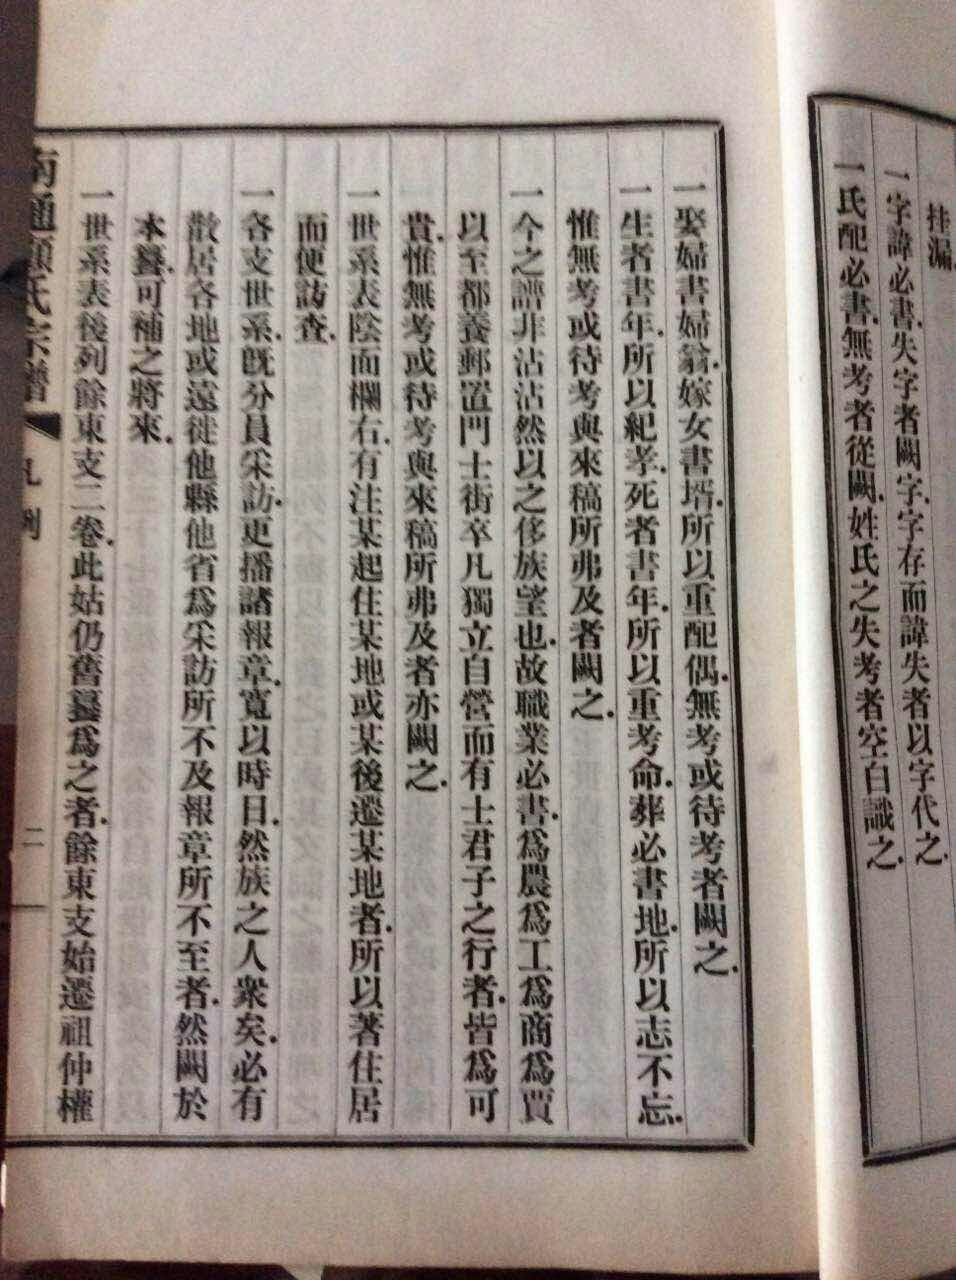 挂漏.
一字諱必書.失字者闕字.字存而諱失者以字代之.
一氏配必書.無考者從闕.姓氏之失考者空白識之.
一娶婦書婦翁.嫁女書壻.所以重配偶.無考或待考者闕之.
一生者書年.所以紀孝.死者書年.所以重考命.葬必書地.所以志不忘.
惟無考或待考與來稿所弗及者闕之.
一今之譜非沾沾然以之侈族望也.故職業必書.爲農爲工爲商爲賈
以至都養郵置門士街卒凡獨立自營而有士君子之行者.皆爲可
貴.惟無考或待考與來稿所弗及者亦闕之.
一世系表陰面欄右.有注某起住某地或某後遷某地者.所以著住居
而便訪查.
一各支世系.旣分員采訪.更播諸報章.寬以時日.然族之人衆矣.必有
散居各地或遠徙他縣他省爲采訪所不及報章所不至者.然闕於
本籑.可補之將來.
一世系表後列餘東支二卷.此姑仍舊籑爲之者.餘東支始遷祖仲權
南通顧氏宗譜 凡例 二